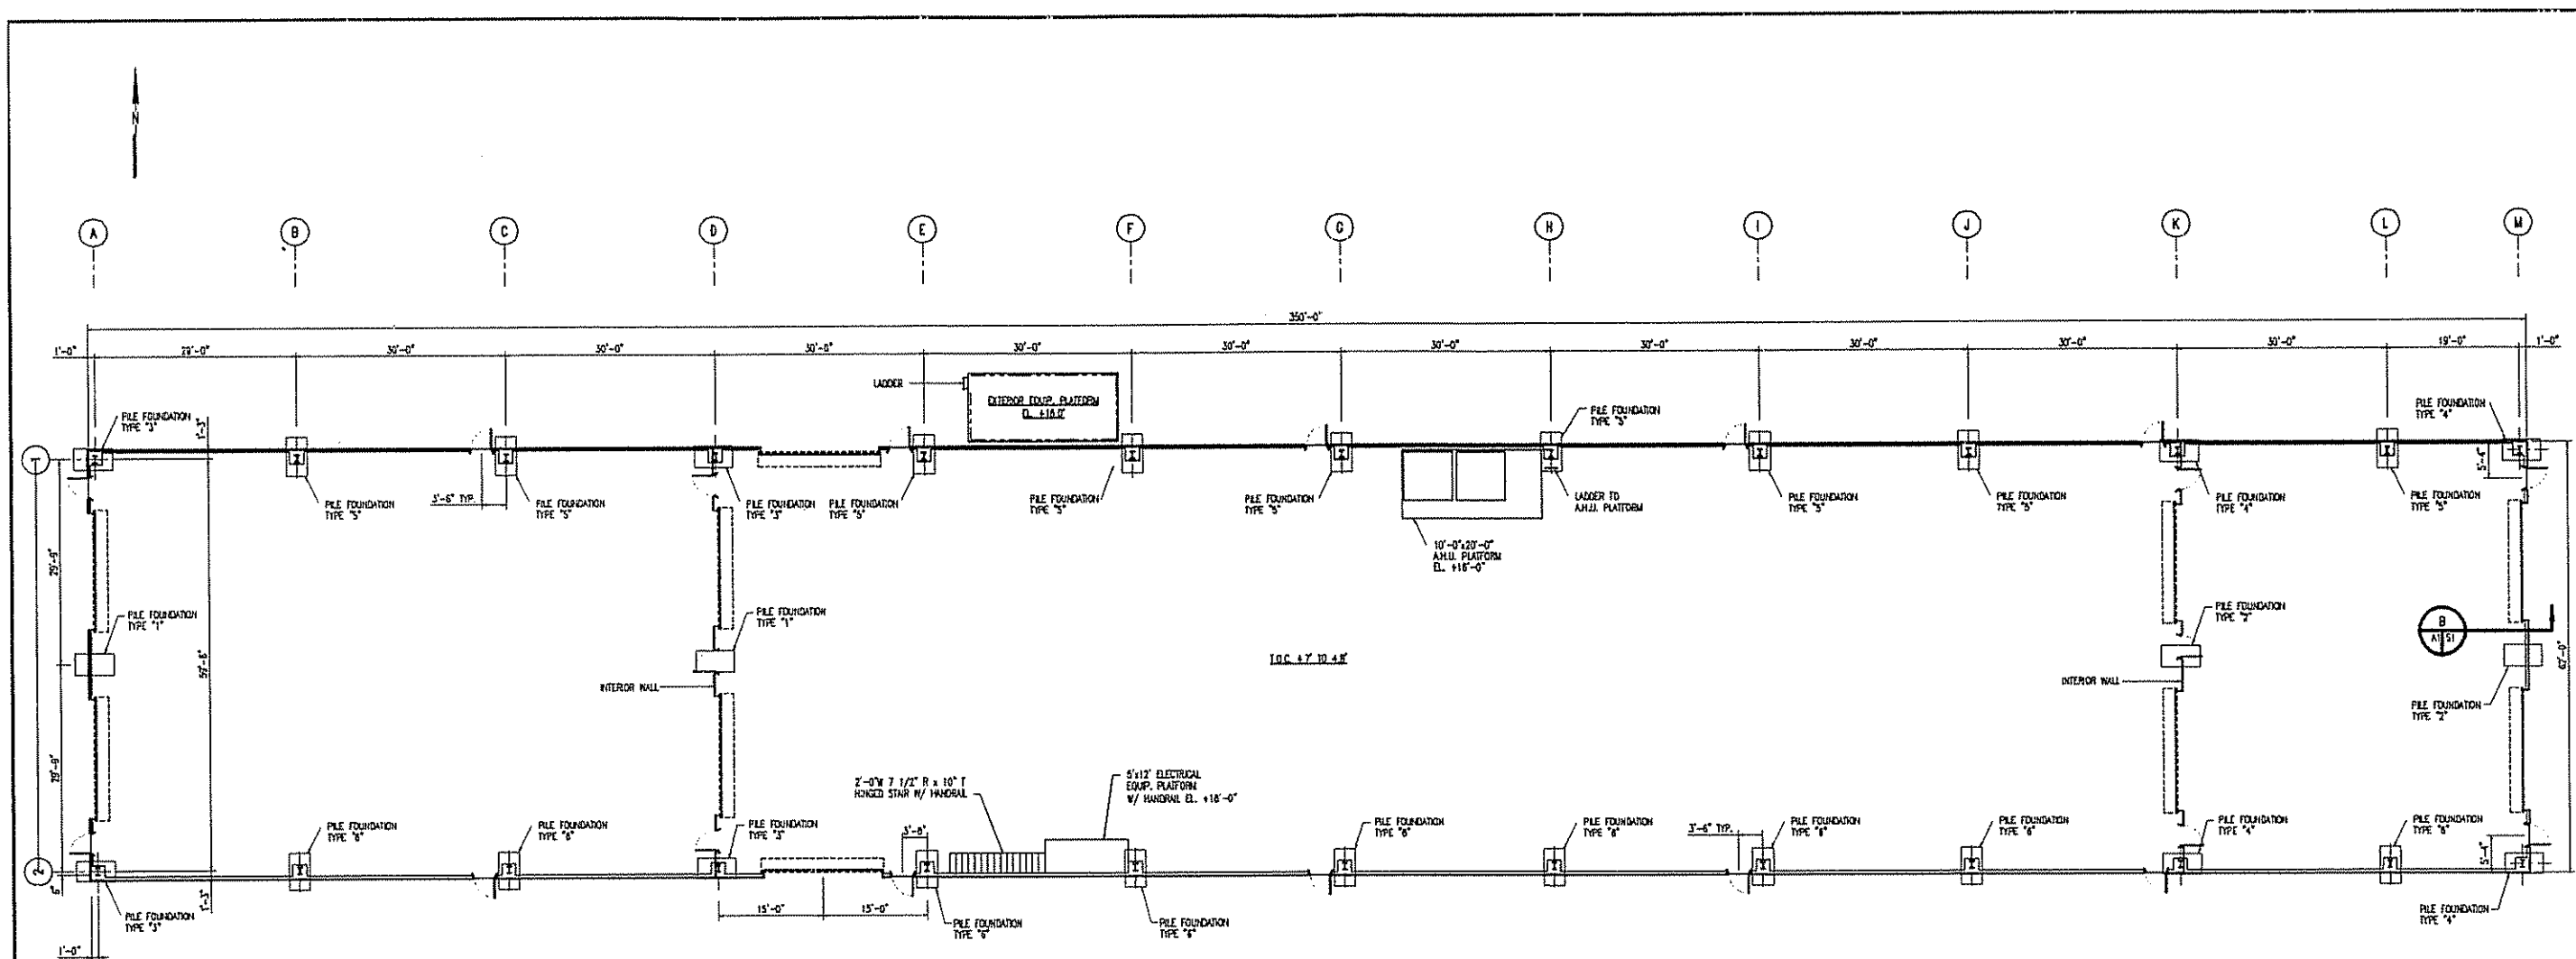 N
A B C D E F G H I J K L M
350'-0"
1'-0" 29'-0" 30'-0" 30'-0" 30'-0" 30'-0" 30'-0" 30'-0" 30'-0" 30'-0" 30'-0" 30'-0" 19'-0" 1'-0"
LADDER
EXTERIOR EQUIP. PLATFORM
EL. +16.0'
PILE FOUNDATION
TYPE "3"
1'-3"
PILE FOUNDATION
TYPE "5"
PILE FOUNDATION
TYPE "4"
1
PILE FOUNDATION
TYPE "5"
3'-6" TYP.
PILE FOUNDATION
TYPE "5"
PILE FOUNDATION
TYPE "3"
PILE FOUNDATION
TYPE "5"
PILE FOUNDATION
TYPE "5"
PILE FOUNDATION
TYPE "5"
LADDER TO
A.H.U. PLATFORM
PILE FOUNDATION
TYPE "5"
PILE FOUNDATION
TYPE "5"
PILE FOUNDATION
TYPE "4"
PILE FOUNDATION
TYPE "5"
5'-4"
10'-0"x20'-0"
A.H.U. PLATFORM
EL. +16'-0"
29'-9"
PILE FOUNDATION
TYPE "1"
PILE FOUNDATION
TYPE "1"
PILE FOUNDATION
TYPE "2"
B
A1 S1
59'-6"
62'-0"
T.O.C. 4.7' TO 4.8'
INTERIOR WALL
INTERIOR WALL
PILE FOUNDATION
TYPE "2"
29'-9"
2'-0"W 7 1/2" R x 10" T
HINGED STAIR W/ HANDRAIL
5'x12' ELECTRICAL
EQUIP. PLATFORM
W/ HANDRAIL EL. +16'-0"
PILE FOUNDATION
TYPE "6"
PILE FOUNDATION
TYPE "6"
PILE FOUNDATION
TYPE "3"
3'-8"
PILE FOUNDATION
TYPE "6"
PILE FOUNDATION
TYPE "6"
3'-6" TYP.
PILE FOUNDATION
TYPE "6"
PILE FOUNDATION
TYPE "6"
PILE FOUNDATION
TYPE "4"
PILE FOUNDATION
TYPE "6"
5'-4"
2
6"
1'-3"
15'-0" 15'-0"
PILE FOUNDATION
TYPE "3"
PILE FOUNDATION
TYPE "6"
PILE FOUNDATION
TYPE "6"
PILE FOUNDATION
TYPE "4"
1'-0"